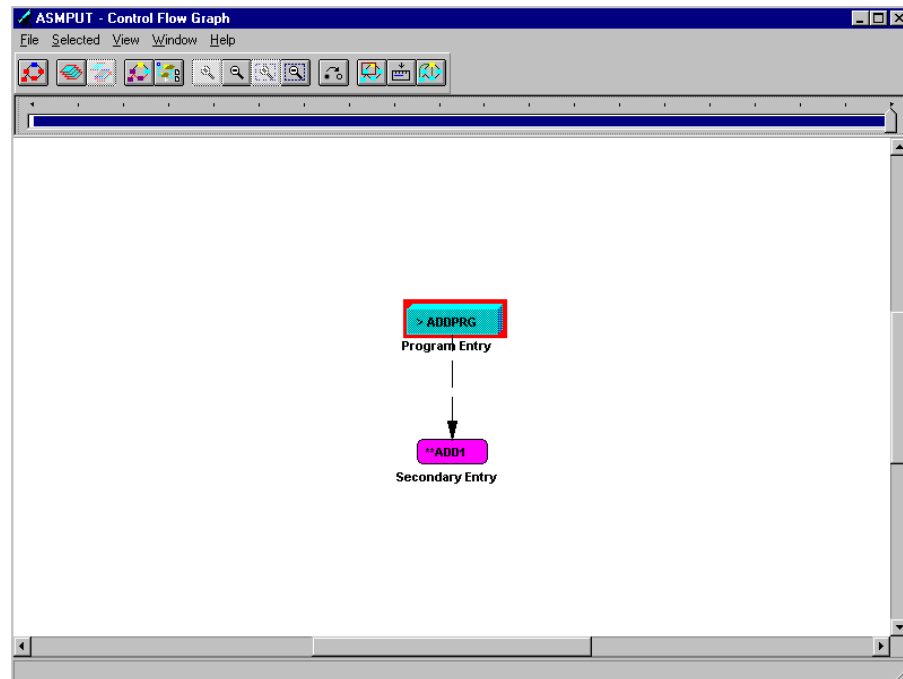 ASMPUT - Control Flow Graph
File Selected View Window Help
> ADDPRG
Program Entry
**ADD1
Secondary Entry